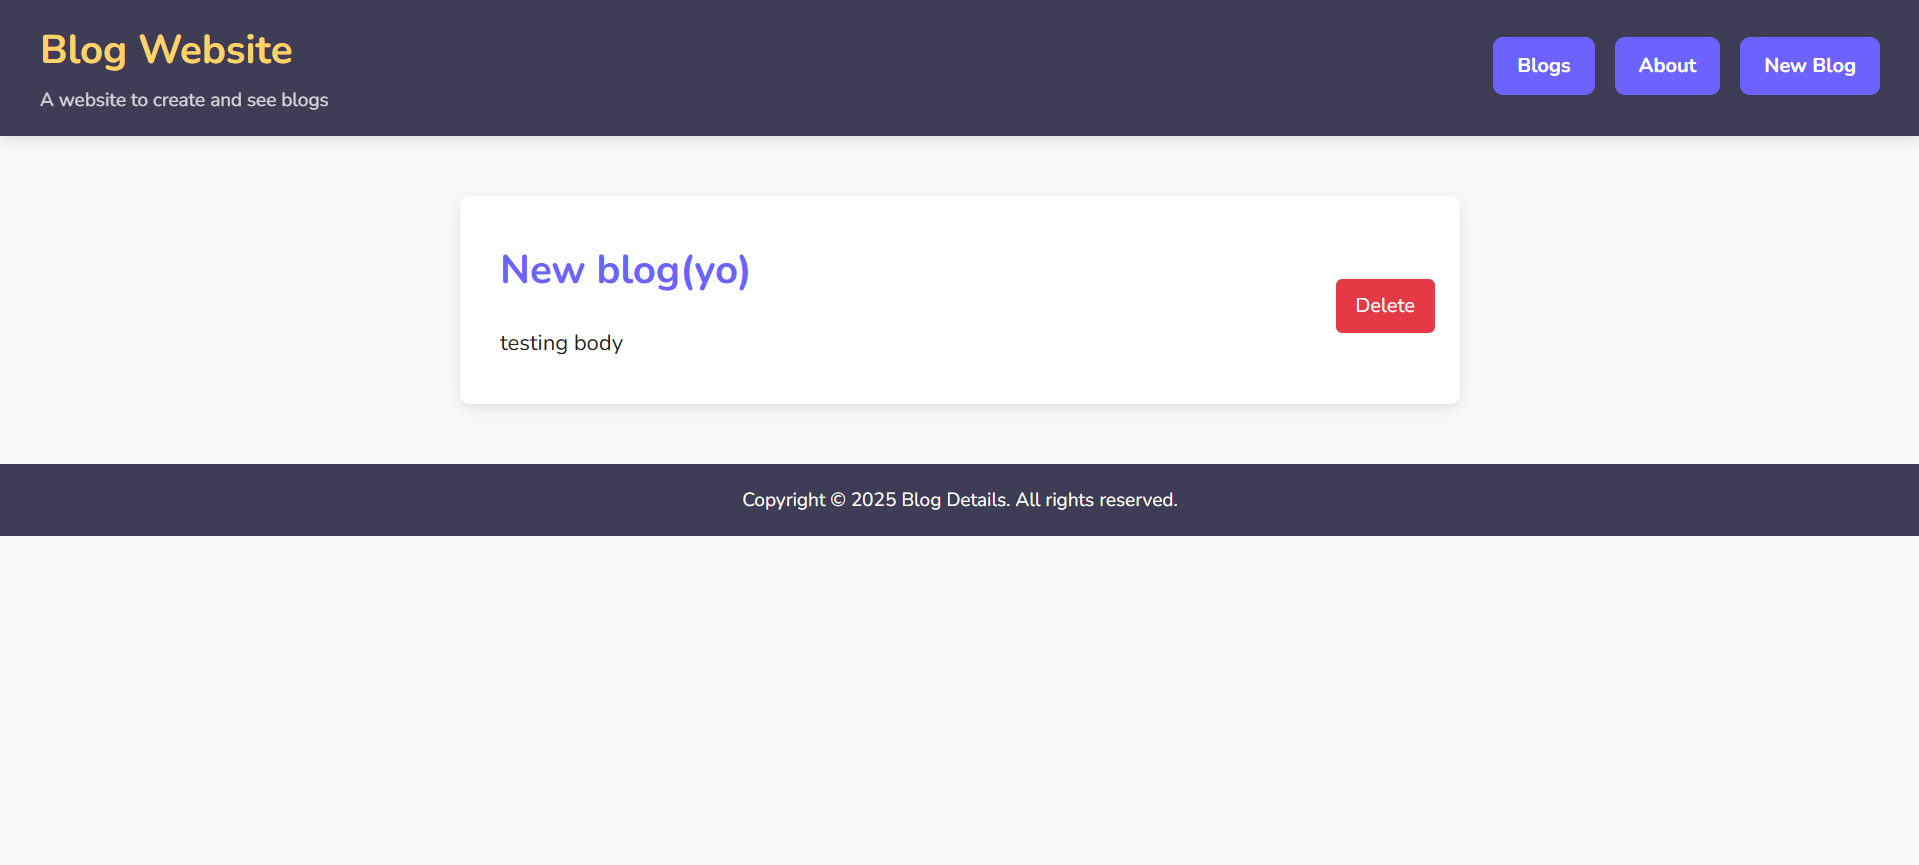 Blog Website
A website to create and see blogs
Blogs
About
New Blog
New blog(yo)
testing body
Delete
Copyright © 2025 Blog Details. All rights reserved.